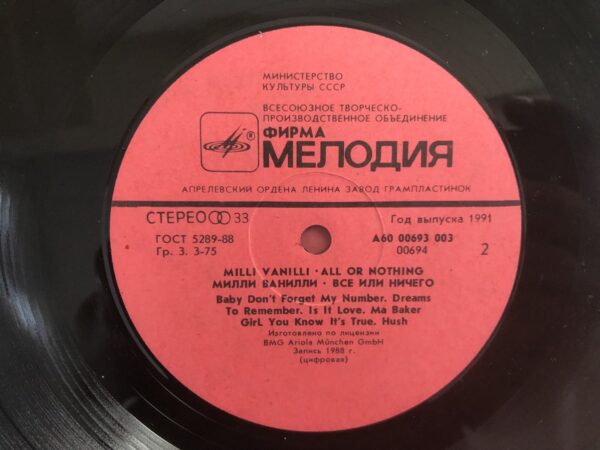 МИНИСТЕРСТВО
КУЛЬТУРЫ СССР
ВСЕСОЮЗНОЕ ТВОРЧЕСКО-
ПРОИЗВОДСТВЕННОЕ ОБЪЕДИНЕНИЕ
®
ФИРМА
МЕЛОДИЯ
АПРЕЛЕВСКИЙ ОРДЕНА ЛЕНИНА ЗАВОД ГРАМПЛАСТИНОК
СТЕРЕО 33
Год выпуска 1991
ГОСТ 5289-88
А60 00693 003
Гр. 3. 3-75
00694
2
MILLI VANILLI · ALL OR NOTHING
МИЛЛИ ВАНИЛЛИ · ВСЕ ИЛИ НИЧЕГО
Baby Don't Forget My Number. Dreams
To Remember. Is It Love. Ma Baker
Girl You Know It's True. Hush
Изготовлено по лицензии
BMG Ariola München GmbH
Запись 1988 г.
(цифровая)